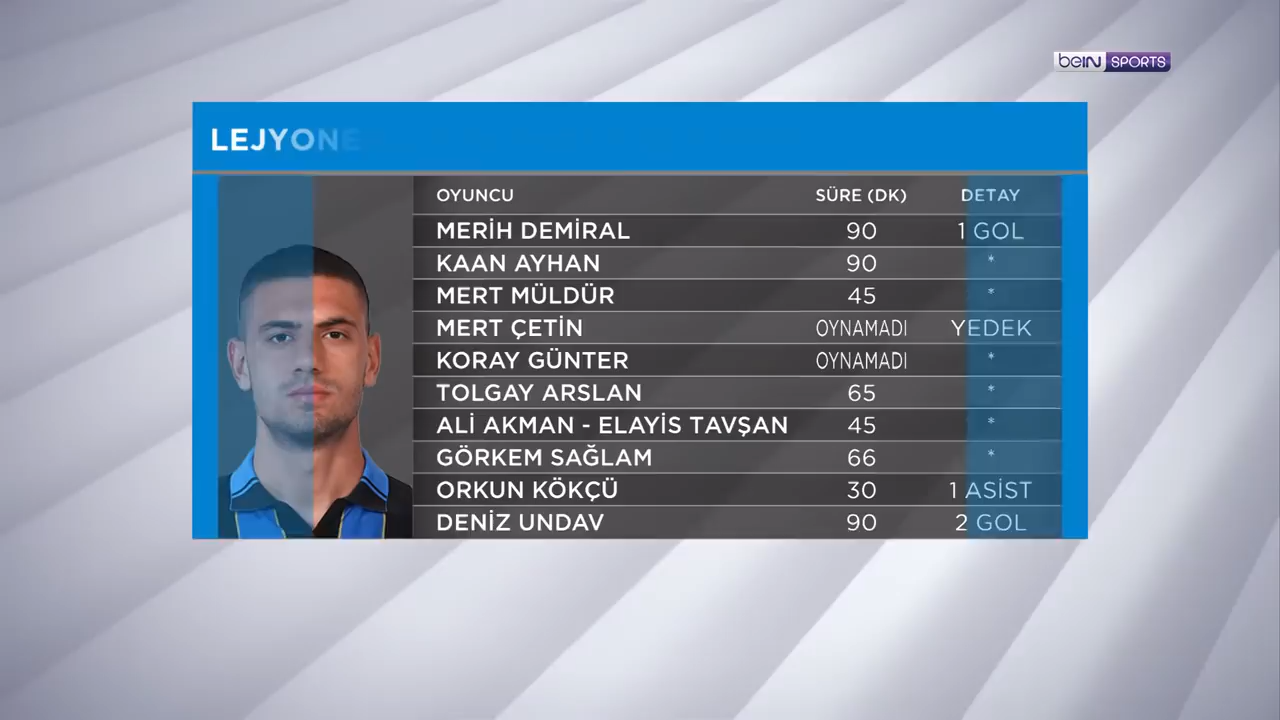 beIN SPORTS
LEJYONE
OYUNCU SÜRE (DK) DETAY
MERİH DEMİRAL 90 1 GOL
KAAN AYHAN 90 *
MERT MÜLDÜR 45 *
MERT ÇETİN OYNAMADI YEDEK
KORAY GÜNTER OYNAMADI *
TOLGAY ARSLAN 65 *
ALİ AKMAN - ELAYİS TAVŞAN 45 *
GÖRKEM SAĞLAM 66 *
ORKUN KÖKÇÜ 30 1 ASİST
DENİZ UNDAV 90 2 GOL